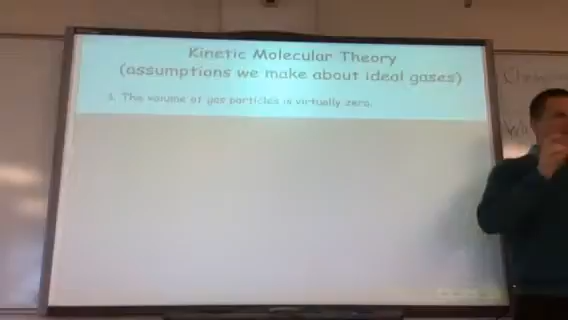 Kinetic Molecular Theory
(assumptions we make about ideal gases)
1. The volume of gas particles is virtually zero.